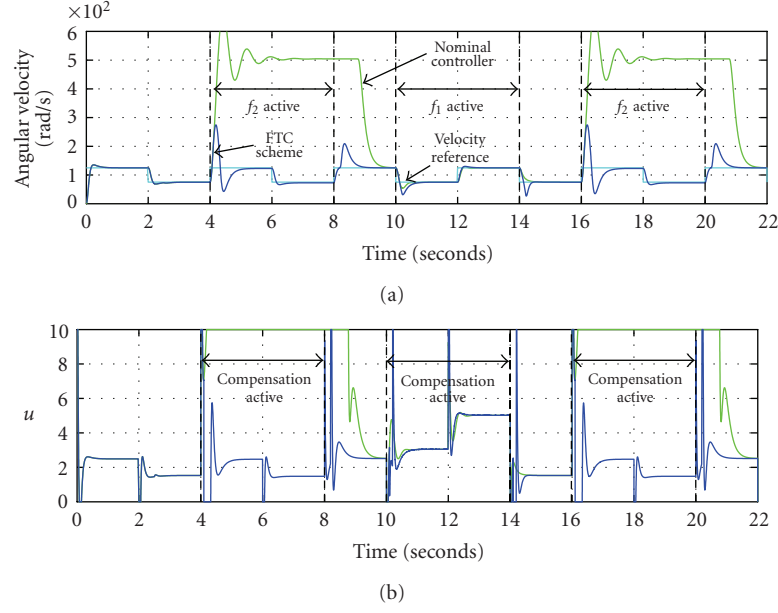 ×10²
Angular velocity
(rad/s)
6
5
4
3
2
1
0
Nominal
controller
f₂ active
f₁ active
f₂ active
FTC
scheme
Velocity
reference
0 2 4 6 8 10 12 14 16 18 20 22
Time (seconds)
(a)
u
10
8
6
4
2
0
Compensation
active
Compensation
active
Compensation
active
0 2 4 6 8 10 12 14 16 18 20 22
Time (seconds)
(b)